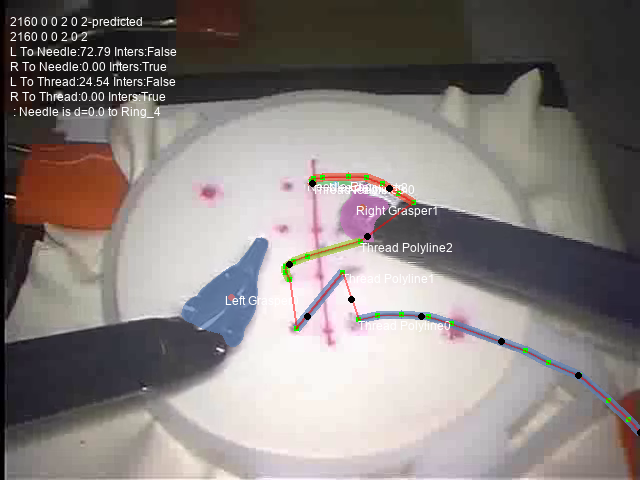 2160 0 0 2 0 2-predicted
2160 0 0 2 0 2
L To Needle:72.79 Inters:False
R To Needle:0.00 Inters:True
L To Thread:24.54 Inters:False
R To Thread:0.00 Inters:True
: Needle is d=0.0 to Ring_4
Right Grasper1
Thread Polyline2
Thread Polyline1
Left
Thread Polyline0